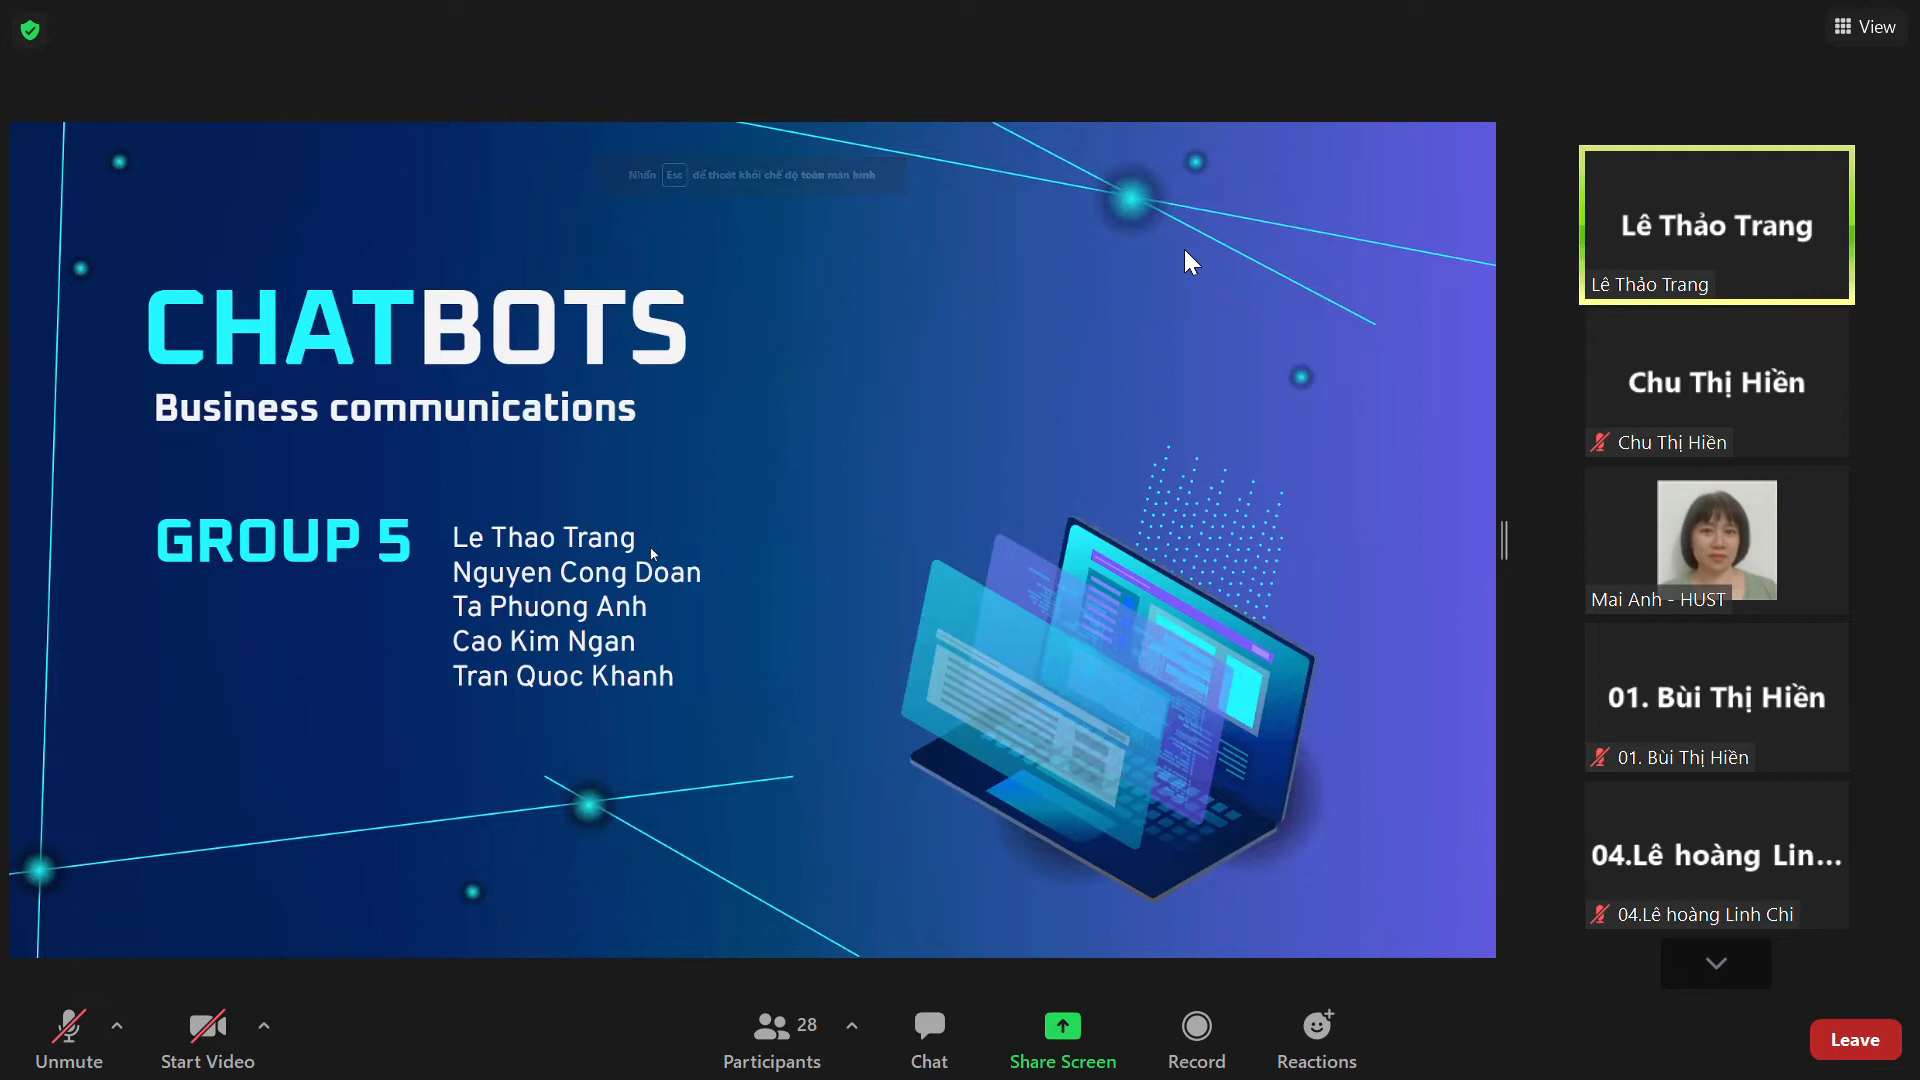 View
Nhấn Esc để thoát khỏi chế độ toàn màn hình
CHATBOTS
Business communications
GROUP 5
Le Thao Trang
Nguyen Cong Doan
Ta Phuong Anh
Cao Kim Ngan
Tran Quoc Khanh
Lê Thảo Trang
Lê Thảo Trang
Chu Thị Hiền
Chu Thị Hiền
Mai Anh - HUST
01. Bùi Thị Hiền
01. Bùi Thị Hiền
04.Lê hoàng Lin...
04.Lê hoàng Linh Chi
Unmute
Start Video
28
Participants
Chat
Share Screen
Record
Reactions
Leave